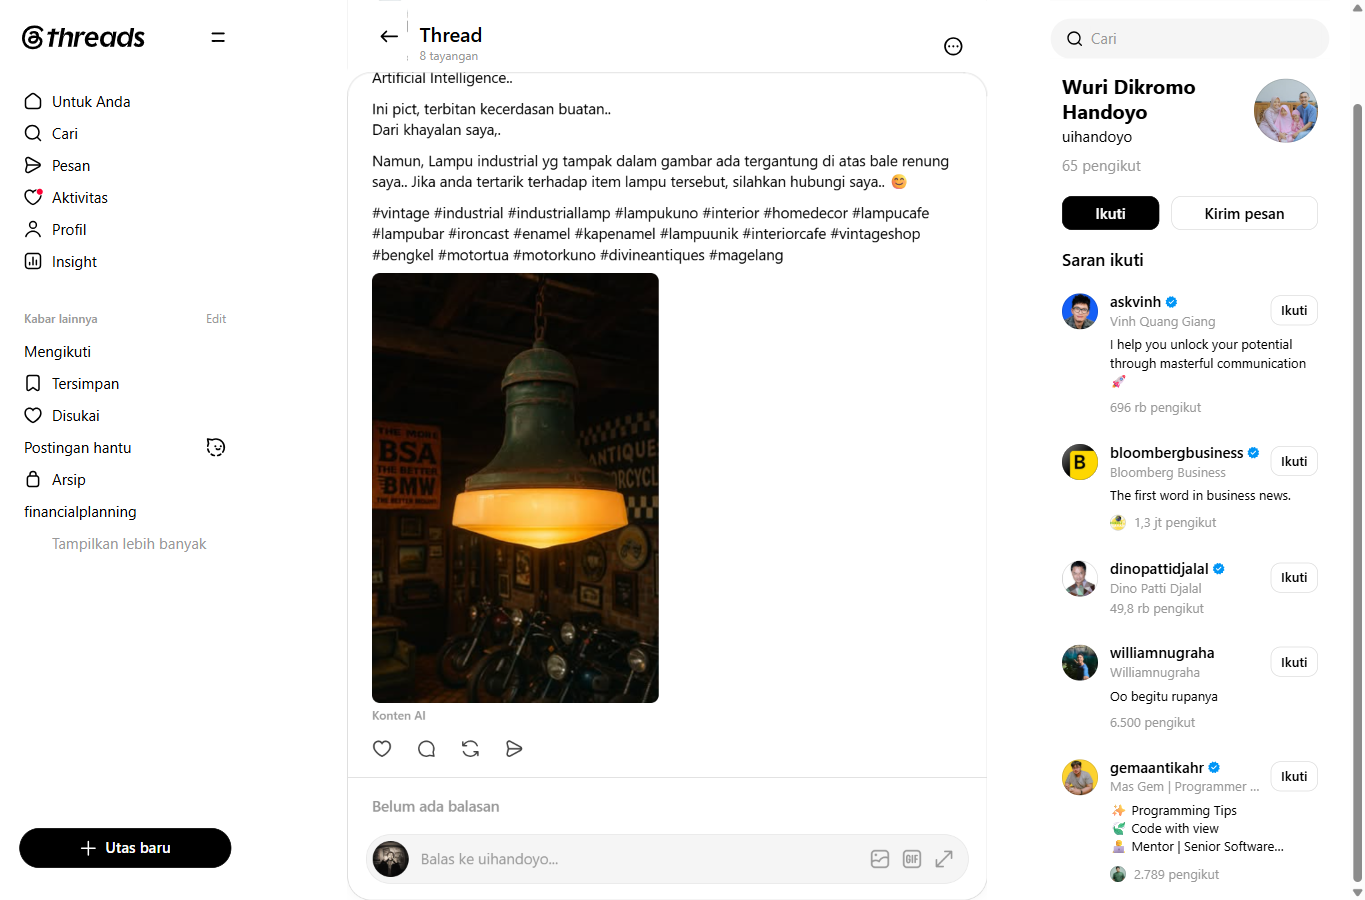 threads
Untuk Anda
Cari
Pesan
Aktivitas
Profil
Insight
Kabar lainnya
Edit
Mengikuti
Tersimpan
Disukai
Postingan hantu
Arsip
financialplanning
Tampilkan lebih banyak
Utas baru
Thread
8 tayangan
Artificial Intelligence..
Ini pict, terbitan kecerdasan buatan..
Dari khayalan saya,.
Namun, Lampu industrial yg tampak dalam gambar ada tergantung di atas bale renung
saya.. Jika anda tertarik terhadap item lampu tersebut, silahkan hubungi saya.. 😊
#vintage #industrial #industriallamp #lampukuno #interior #homedecor #lampucafe
#lampubar #ironcast #enamel #kapenamel #lampuunik #interiorcafe #vintageshop
#bengkel #motortua #motorkuno #divineantiques #magelang
THE MORE
BSA
THE BETTER
BMW
ANTIQUES
Konten AI
Belum ada balasan
Balas ke uihandoyo...
GIF
Cari
Wuri Dikromo
Handoyo
uihandoyo
65 pengikut
Ikuti
Kirim pesan
Saran ikuti
askvinh
Vinh Quang Giang
Ikuti
I help you unlock your potential
through masterful communication
🚀
696 rb pengikut
B
bloombergbusiness
Bloomberg Business
Ikuti
The first word in business news.
1,3 jt pengikut
dinopattidjalal
Dino Patti Djalal
Ikuti
49,8 rb pengikut
williamnugraha
Williamnugraha
Ikuti
Oo begitu rupanya
6.500 pengikut
gemaantikahr
Mas Gem | Programmer ...
Ikuti
✨ Programming Tips
🌱 Code with view
Mentor | Senior Software...
2.789 pengikut